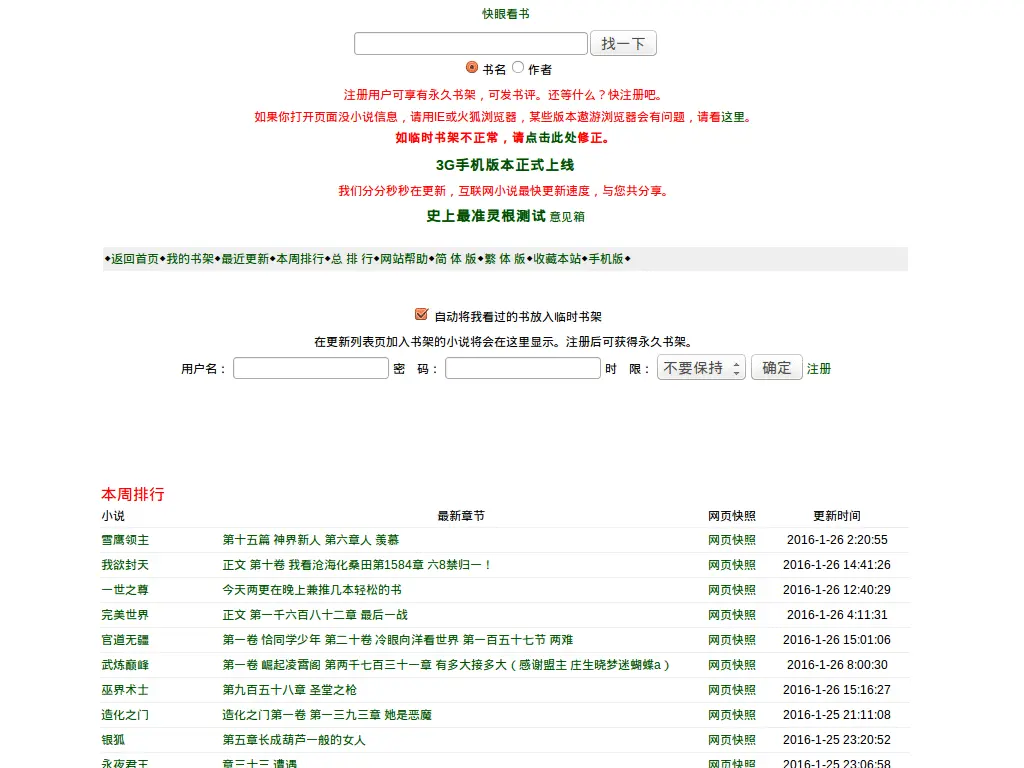 快眼看书
找一下
书名 作者
注册用户可享有永久书架，可发书评。还等什么？快注册吧。
如果你打开页面没小说信息，请用IE或火狐浏览器，某些版本遨游浏览器会有问题，请看这里。
如临时书架不正常，请点击此处修正。
3G手机版本正式上线
我们分分秒秒在更新，互联网小说最快更新速度，与您共分享。
史上最准灵根测试 意见箱
◆返回首页◆我的书架◆最近更新◆本周排行◆总 排 行◆网站帮助◆简 体 版◆繁 体 版◆收藏本站◆手机版◆
自动将我看过的书放入临时书架
在更新列表页加入书架的小说将会在这里显示。注册后可获得永久书架。
用户名： 密 码： 时 限： 不要保持 确定 注册
本周排行
小说 最新章节 网页快照 更新时间
雪鹰领主 第十五篇 神界新人 第六章人 羡慕 网页快照 2016-1-26 2:20:55
我欲封天 正文 第十卷 我看沧海化桑田第1584章 六8禁归一！ 网页快照 2016-1-26 14:41:26
一世之尊 今天两更在晚上兼推几本轻松的书 网页快照 2016-1-26 12:40:29
完美世界 正文 第一千六百八十二章 最后一战 网页快照 2016-1-26 4:11:31
官道无疆 第一卷 恰同学少年 第二十卷 冷眼向洋看世界 第一百五十七节 两难 网页快照 2016-1-26 15:01:06
武炼巅峰 第一卷 崛起凌霄阁 第两千七百三十一章 有多大接多大（感谢盟主 庄生晓梦迷蝴蝶a） 网页快照 2016-1-26 8:00:30
巫界术士 第九百五十八章 圣堂之枪 网页快照 2016-1-26 15:16:27
造化之门 造化之门第一卷 第一三九三章 她是恶魔 网页快照 2016-1-25 21:11:08
银狐 第五章长成葫芦一般的女人 网页快照 2016-1-25 23:20:52
永夜君王 章三十三 遭遇 网页快照 2016-1-25 23:06:58